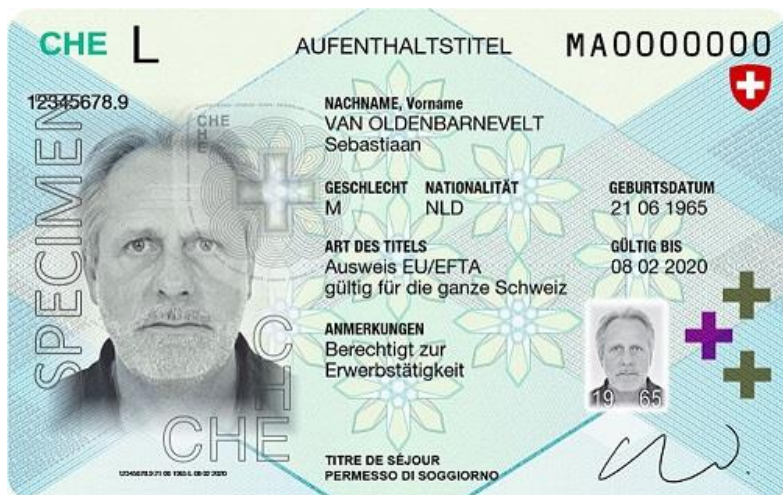 CHE L
AUFENTHALTSTITEL
MA0000000
12345678.9
SPECIMEN
CHE
NACHNAME, Vorname
VAN OLDENBARNEVELT
Sebastiaan
GESCHLECHT NATIONALITÄT GEBURTSDATUM
M NLD 21 06 1965
ART DES TITELS GÜLTIG BIS
Ausweis EU/EFTA 08 02 2020
gültig für die ganze Schweiz
ANMERKUNGEN
Berechtigt zur
Erwerbstätigkeit
19 65
CHE
TITRE DE SÉJOUR
PERMESSO DI SOGGIORNO